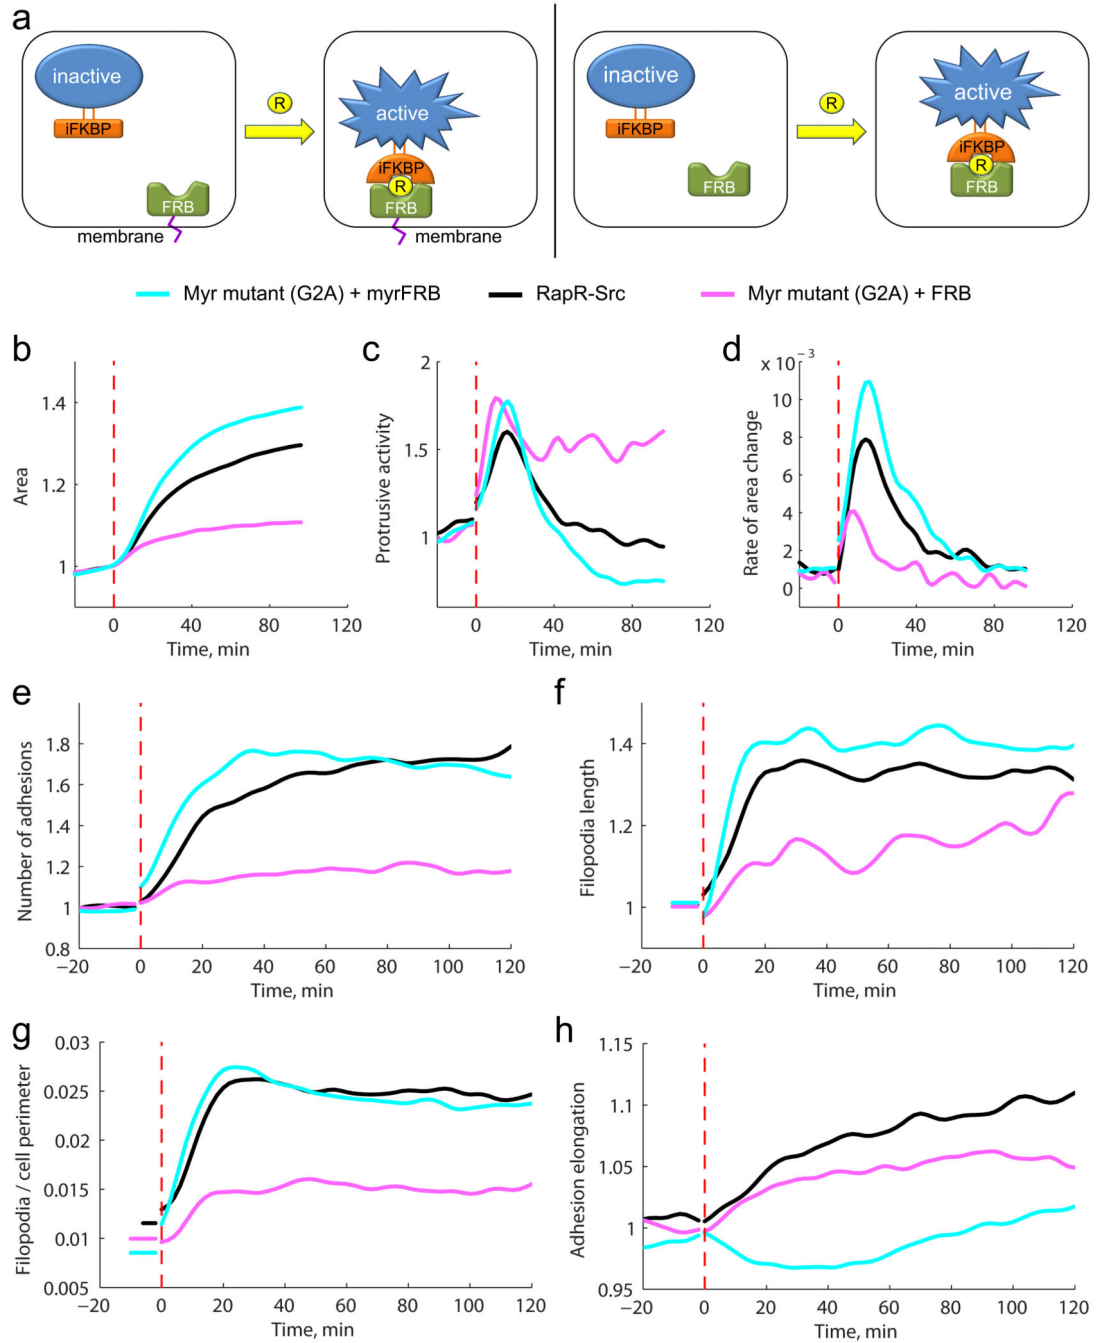 a
inactive
iFKBP
FRB
membrane
R
active
iFKBP
R
FRB
membrane
inactive
iFKBP
FRB
R
active
iFKBP
R
FRB
Myr mutant (G2A) + myrFRB
RapR-Src
Myr mutant (G2A) + FRB
b
Area
1.4
1.2
1
0 40 80 120
Time, min
c
Protrusive activity
2
1.5
1
0 40 80 120
Time, min
d
x 10⁻³
Rate of area change
10
8
6
4
2
0
0 40 80 120
Time, min
e
Number of adhesions
1.8
1.6
1.4
1.2
1
0.8
−20 0 20 40 60 80 100 120
Time, min
f
Filopodia length
1.4
1.2
1
−20 0 20 40 60 80 100 120
Time, min
g
Filopodia / cell perimeter
0.03
0.025
0.02
0.015
0.01
0.005
−20 0 20 40 60 80 100 120
Time, min
h
Adhesion elongation
1.15
1.1
1.05
1
0.95
−20 0 20 40 60 80 100 120
Time, min